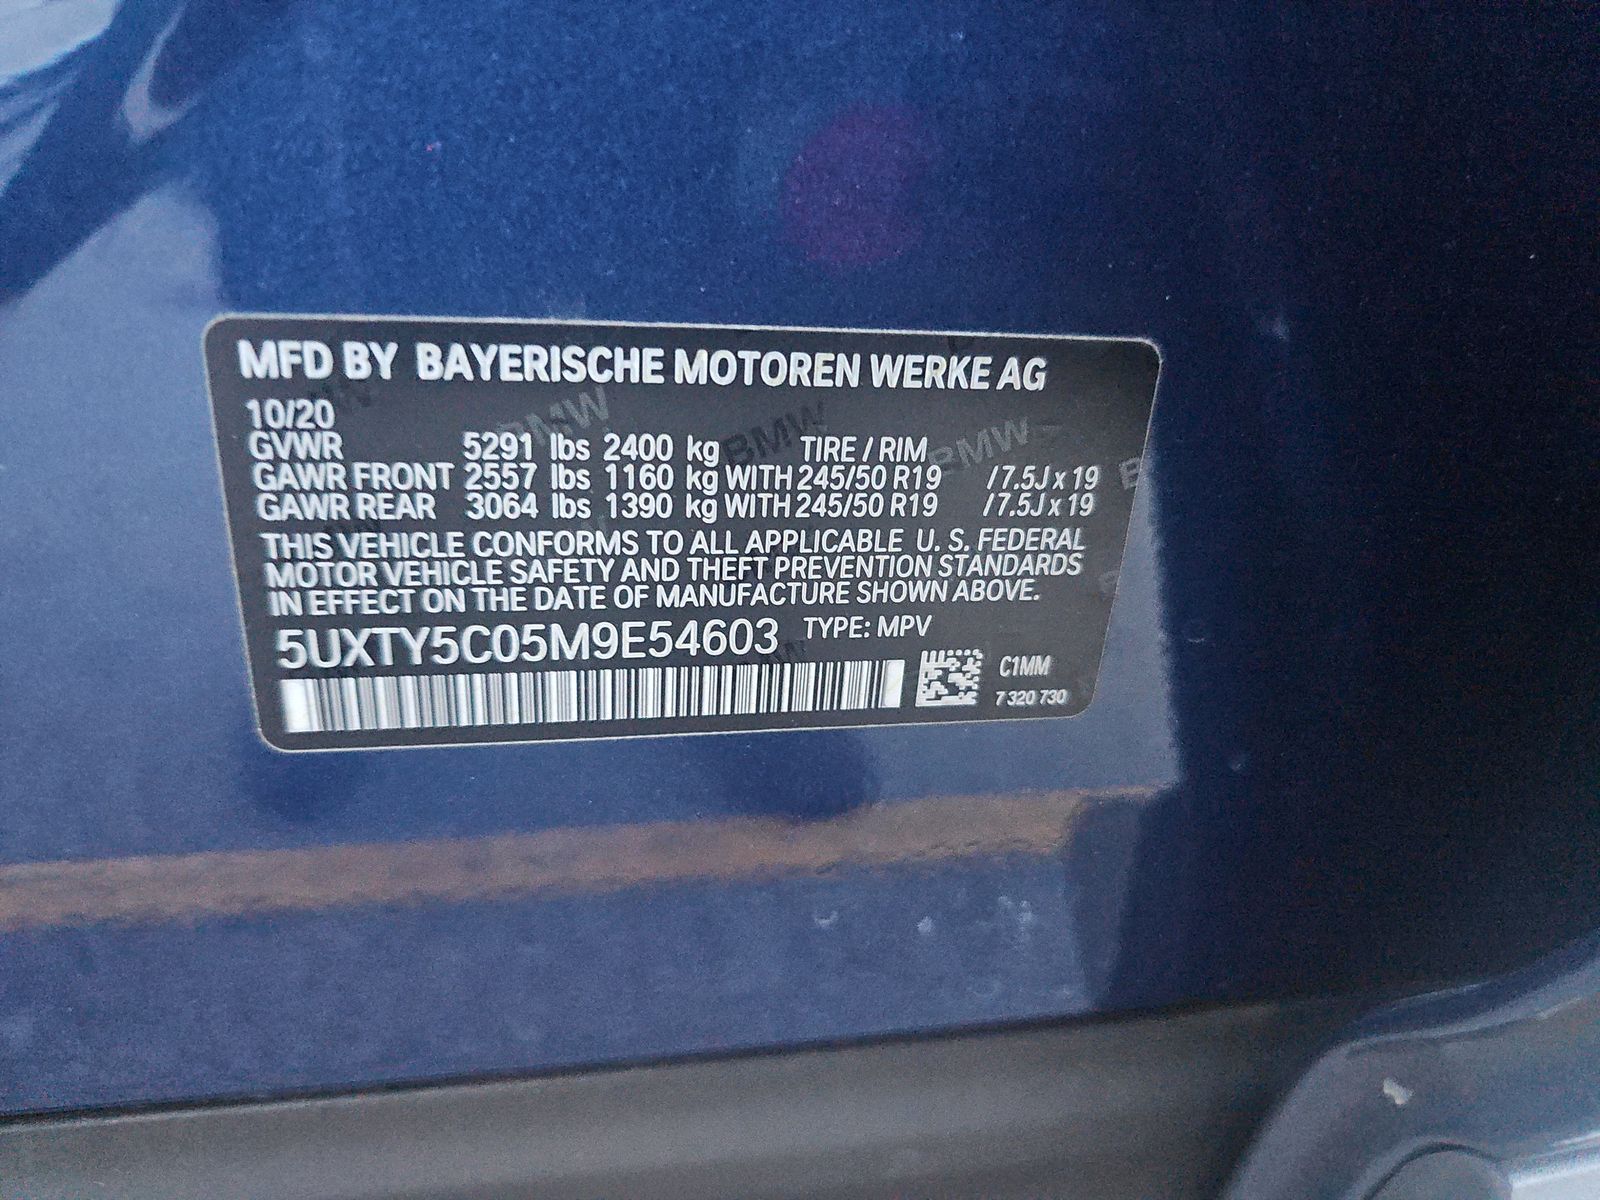 MFD BY BAYERISCHE MOTOREN WERKE AG
10/20
GVWR 5291 lbs 2400 kg TIRE / RIM
GAWR FRONT 2557 lbs 1160 kg WITH 245/50 R19 / 7.5J x 19
GAWR REAR 3064 lbs 1390 kg WITH 245/50 R19 / 7.5J x 19
THIS VEHICLE CONFORMS TO ALL APPLICABLE U. S. FEDERAL
MOTOR VEHICLE SAFETY AND THEFT PREVENTION STANDARDS
IN EFFECT ON THE DATE OF MANUFACTURE SHOWN ABOVE.
5UXTY5C05M9E54603 TYPE: MPV
C1MM
7 320 730